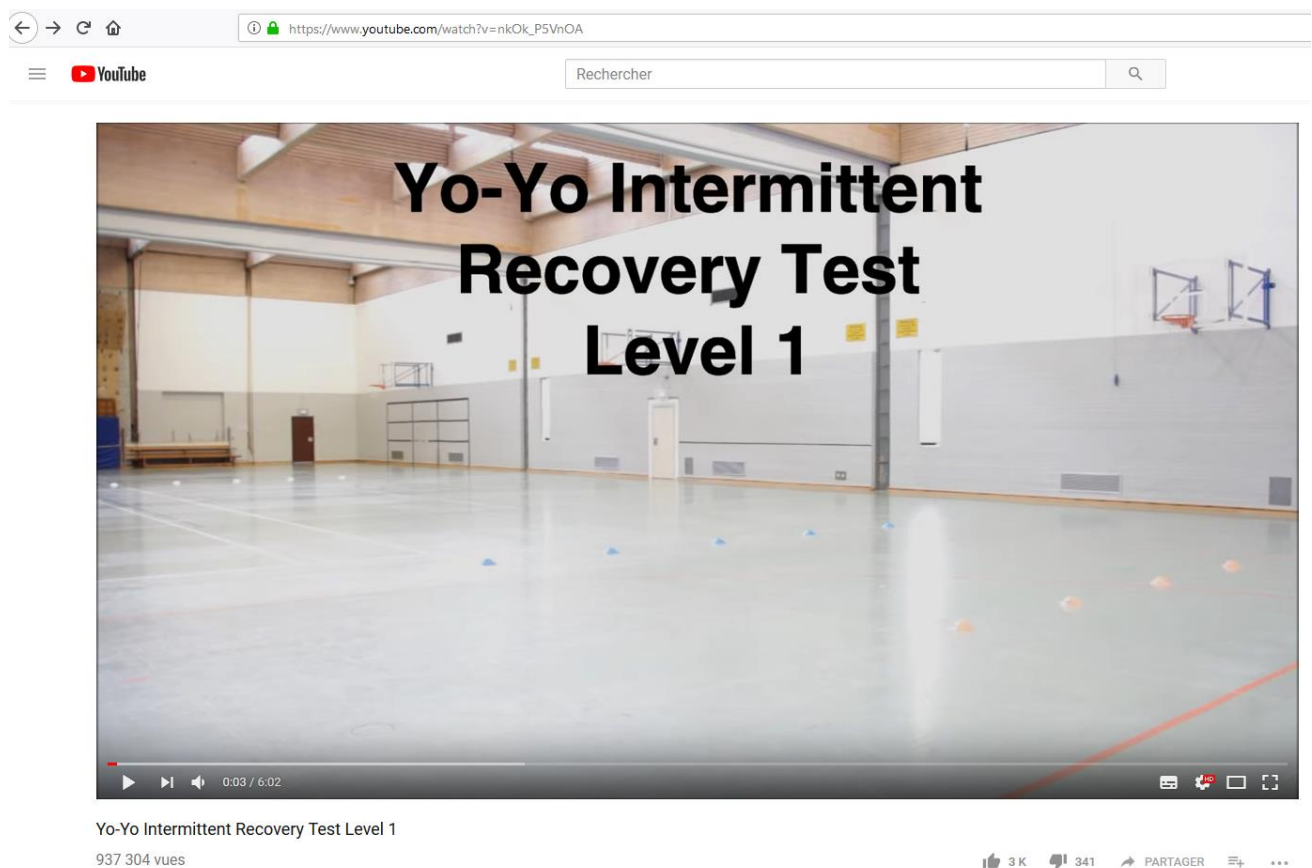 https://www.youtube.com/watch?v=nkOk_P5VnOA
YouTube
Rechercher
Yo-Yo Intermittent
Recovery Test
Level 1
0:03 / 6:02
HD
Yo-Yo Intermittent Recovery Test Level 1
937 304 vues
3 K
341
PARTAGER